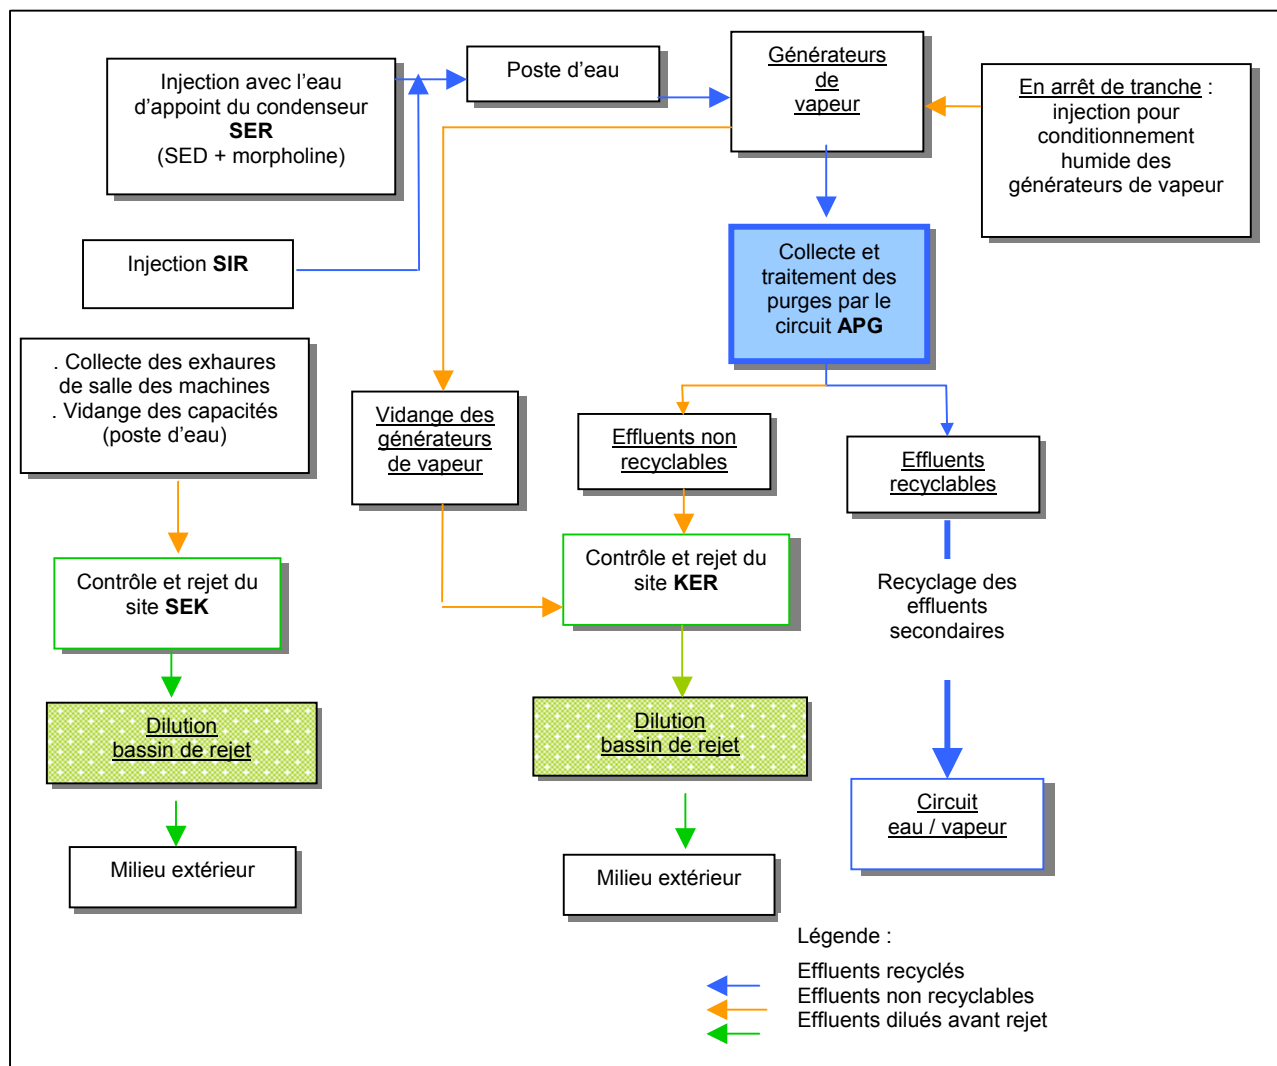 Injection avec l'eau
d'appoint du condenseur
SER
(SED + morpholine)
Poste d'eau
Générateurs
de
vapeur
En arrêt de tranche :
injection pour
conditionnement
humide des
générateurs de vapeur
Injection SIR
Collecte et
traitement des
purges par le
circuit APG
. Collecte des exhaures
de salle des machines
. Vidange des capacités
(poste d'eau)
Vidange des
générateurs
de vapeur
Effluents non
recyclables
Effluents
recyclables
Contrôle et rejet du
site SEK
Contrôle et rejet du
site KER
Recyclage des
effluents
secondaires
Dilution
bassin de rejet
Dilution
bassin de rejet
Circuit
eau / vapeur
Milieu extérieur
Milieu extérieur
Légende :
Effluents recyclés
Effluents non recyclables
Effluents dilués avant rejet